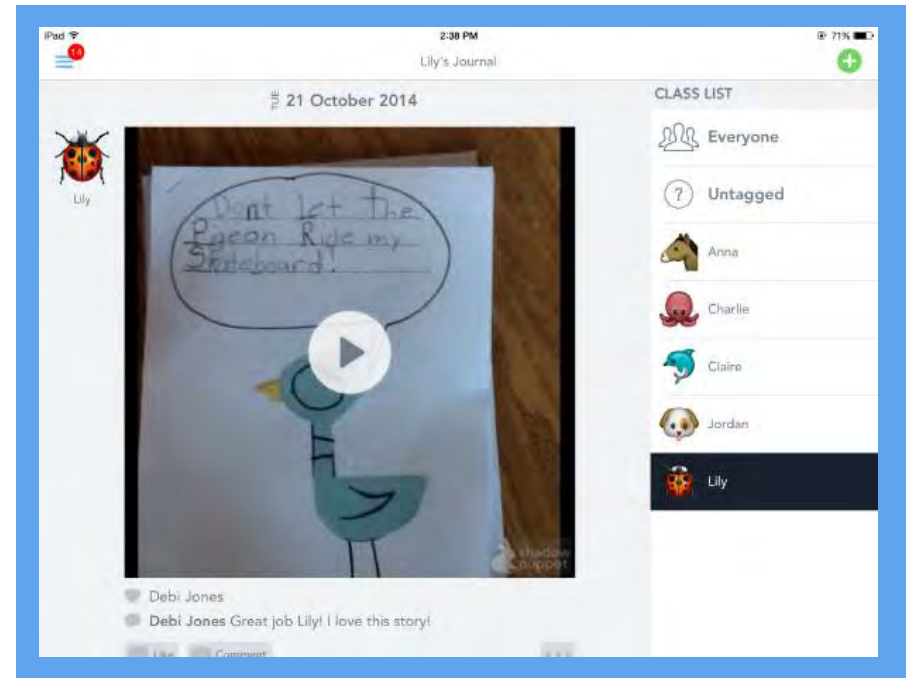 iPad
2:38 PM
71%
14
Lily's Journal
TUE 21 October 2014
CLASS LIST
Lily
Dont let the
Pigeon Ride my
Skateboard!
shadow
puppet
Everyone
? Untagged
Anna
Charlie
Claire
Jordan
Lily
Debi Jones
Debi Jones Great job Lily! I love this story!
Like Comment